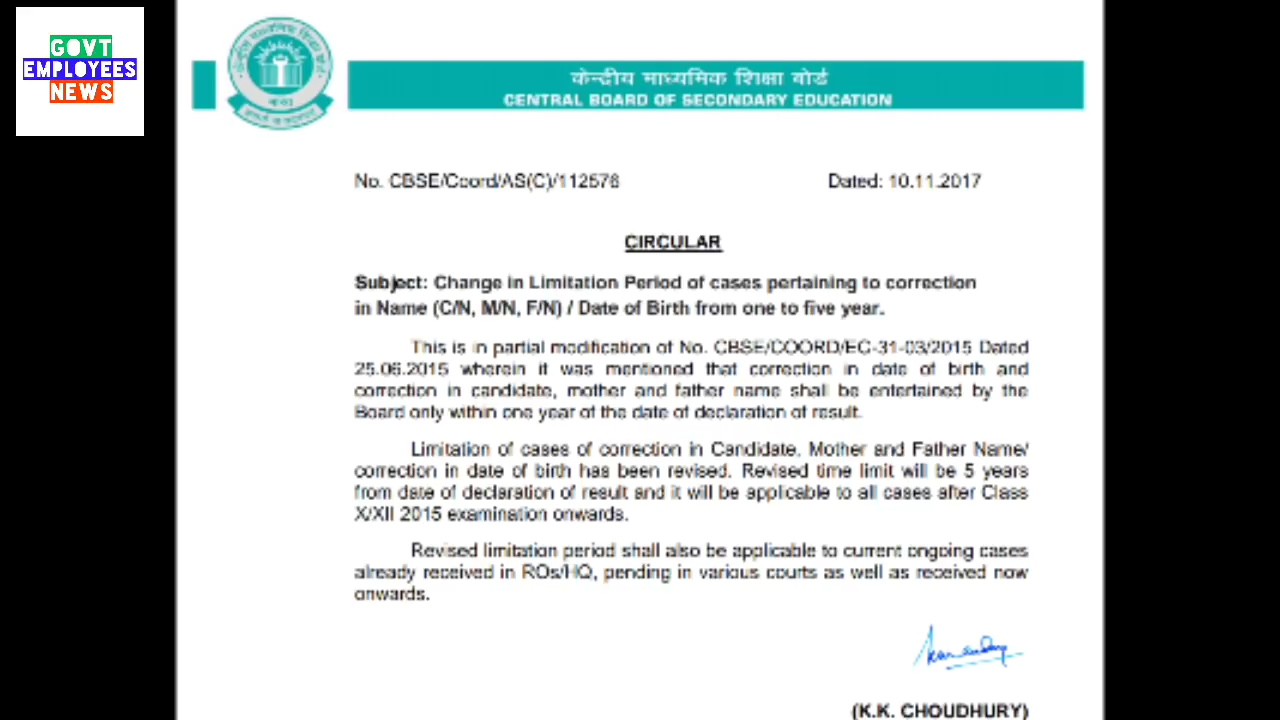 GOVT
EMPLOYEES
NEWS
केन्द्रीय माध्यमिक शिक्षा बोर्ड
CENTRAL BOARD OF SECONDARY EDUCATION
No. CBSE/Coord/AS(C)/112576 Dated: 10.11.2017
CIRCULAR
Subject: Change in Limitation Period of cases pertaining to correction
in Name (C/N, M/N, F/N) / Date of Birth from one to five year.
This is in partial modification of No. CBSE/COORD/EC-31-03/2015 Dated
25.06.2015 wherein it was mentioned that correction in date of birth and
correction in candidate, mother and father name shall be entertained by the
Board only within one year of the date of declaration of result.
Limitation of cases of correction in Candidate, Mother and Father Name/
correction in date of birth has been revised. Revised time limit will be 5 years
from date of declaration of result and it will be applicable to all cases after Class
X/XII 2015 examination onwards.
Revised limitation period shall also be applicable to current ongoing cases
already received in ROs/HQ, pending in various courts as well as received now
onwards.
(K.K. CHOUDHURY)